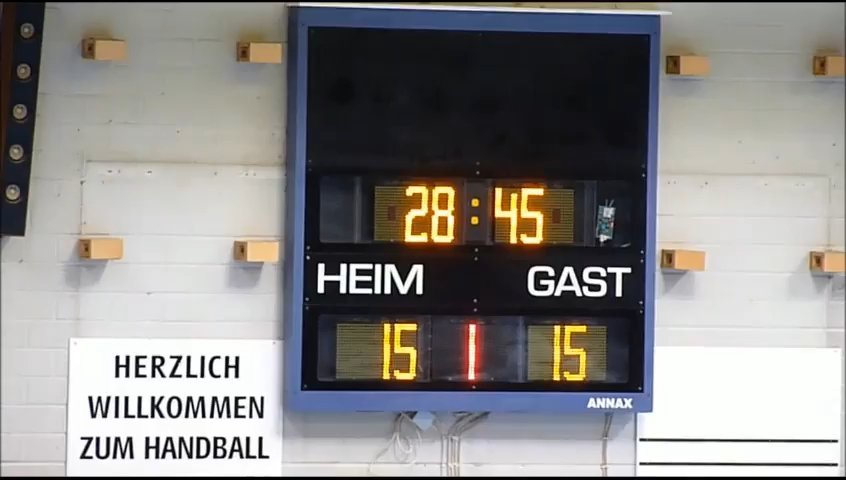 28:45
HEIM GAST
15 1 15
ANNAX
HERZLICH
WILLKOMMEN
ZUM HANDBALL